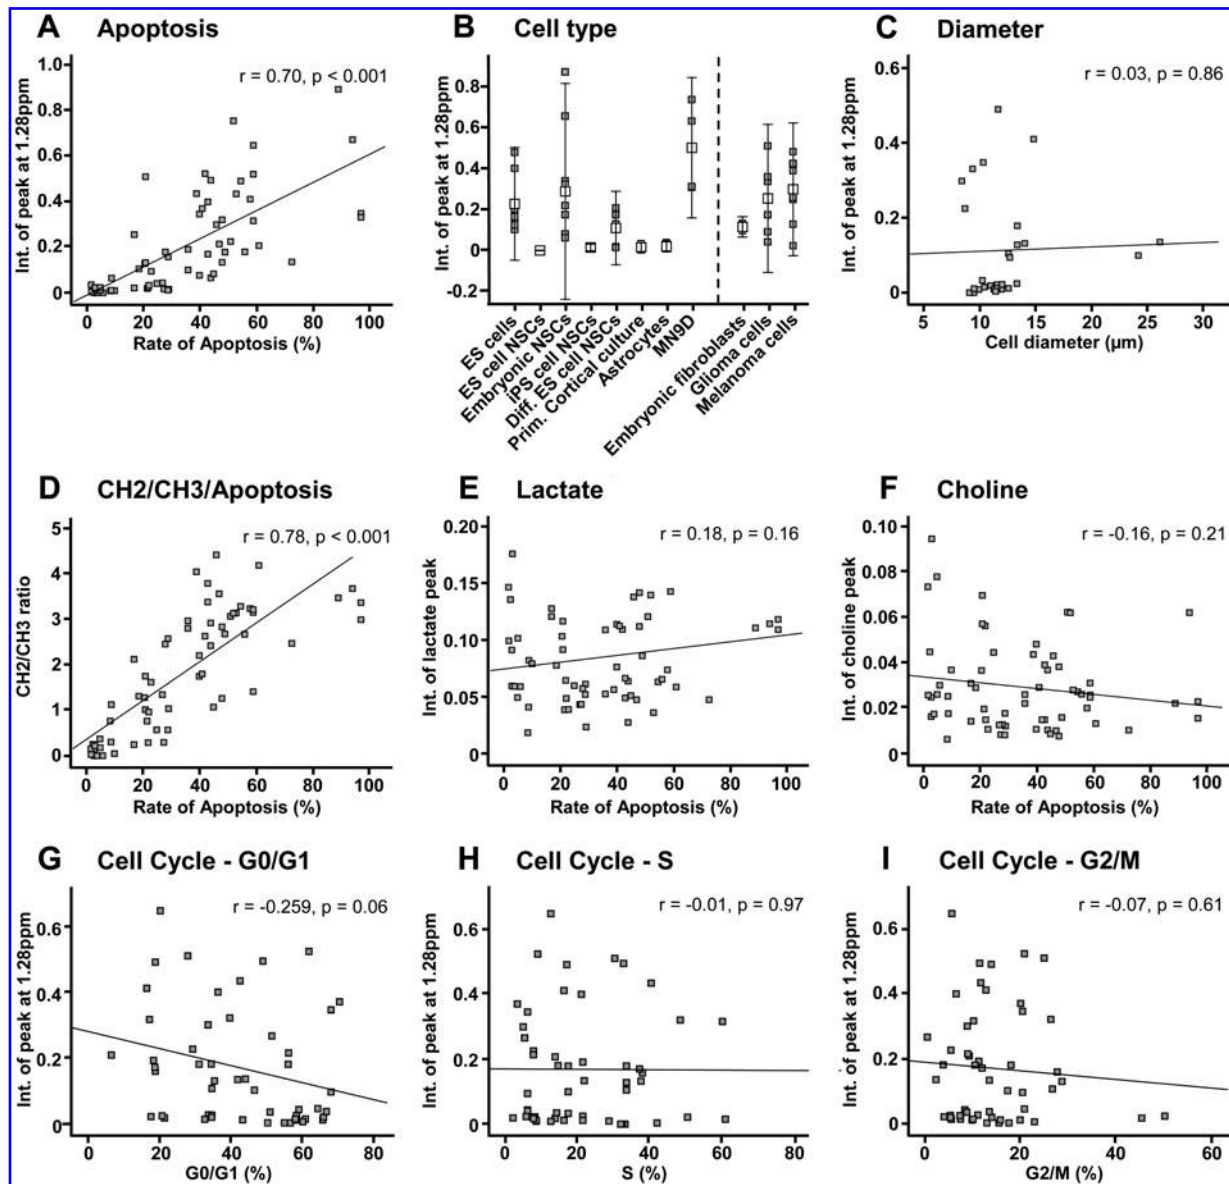 A Apoptosis
r = 0.70, p < 0.001
Int. of peak at 1.28ppm
1.0
0.8
0.6
0.4
0.2
0
0 20 40 60 80 100
Rate of Apoptosis (%)
B Cell type
Int. of peak at 1.28ppm
0.8
0.6
0.4
0.2
0
-0.2
ES cells
ES cell NSCs
Embryonic NSCs
iPS cell NSCs
Diff. ES cell NSCs
Prim. Cortical culture
Astrocytes
MN9D
Embryonic fibroblasts
Glioma cells
Melanoma cells
C Diameter
r = 0.03, p = 0.86
Int. of peak at 1.28ppm
0.6
0.4
0.2
0
5 10 15 20 25 30
Cell diameter (µm)
D CH2/CH3/Apoptosis
r = 0.78, p < 0.001
CH2/CH3 ratio
5
4
3
2
1
0
0 20 40 60 80 100
Rate of Apoptosis (%)
E Lactate
r = 0.18, p = 0.16
Int. of lactate peak
0.20
0.15
0.10
0.05
0
0 20 40 60 80 100
Rate of Apoptosis (%)
F Choline
r = -0.16, p = 0.21
Int. of choline peak
0.10
0.08
0.06
0.04
0.02
0
0 20 40 60 80 100
Rate of Apoptosis (%)
G Cell Cycle - G0/G1
r = -0.259, p = 0.06
Int. of peak at 1.28ppm
0.6
0.4
0.2
0
0 20 40 60 80
G0/G1 (%)
H Cell Cycle - S
r = -0.01, p = 0.97
Int. of peak at 1.28ppm
0.6
0.4
0.2
0
0 20 40 60 80
S (%)
I Cell Cycle - G2/M
r = -0.07, p = 0.61
Int. of peak at 1.28ppm
0.6
0.4
0.2
0
0 20 40 60
G2/M (%)